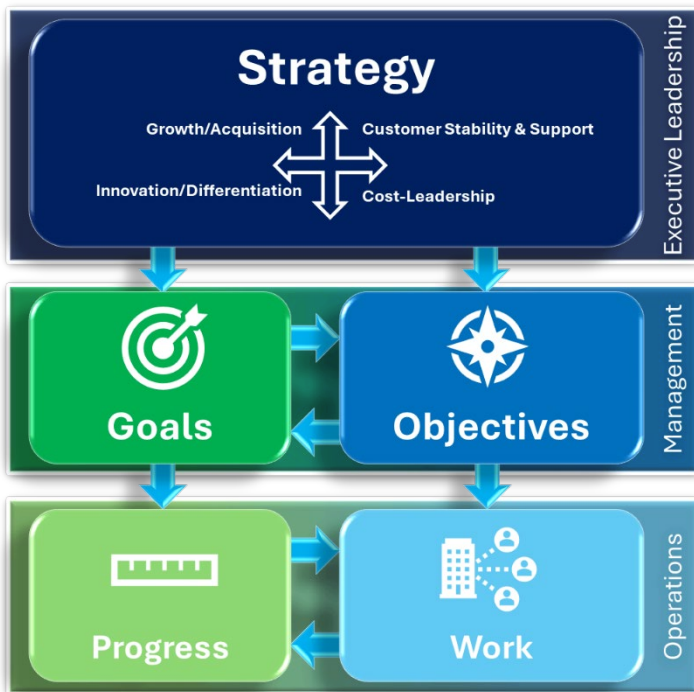 Strategy
Growth/Acquisition
Customer Stability & Support
Innovation/Differentiation
Cost-Leadership
Executive Leadership
Goals
Objectives
Management
Progress
Work
Operations